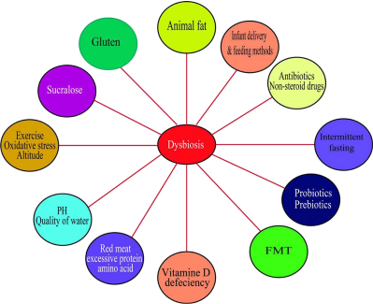 Animal fat
Infant delivery
& feeding methods
Antibiotics
Non-steroid drugs
Intermittent
fasting
Probiotics
Prebiotics
FMT
Vitamine D
defeciency
Red meat
excessive protein
amino acid
PH
Quality of water
Exercise
Oxidative stress
Altitude
Sucralose
Gluten
Dysbiosis